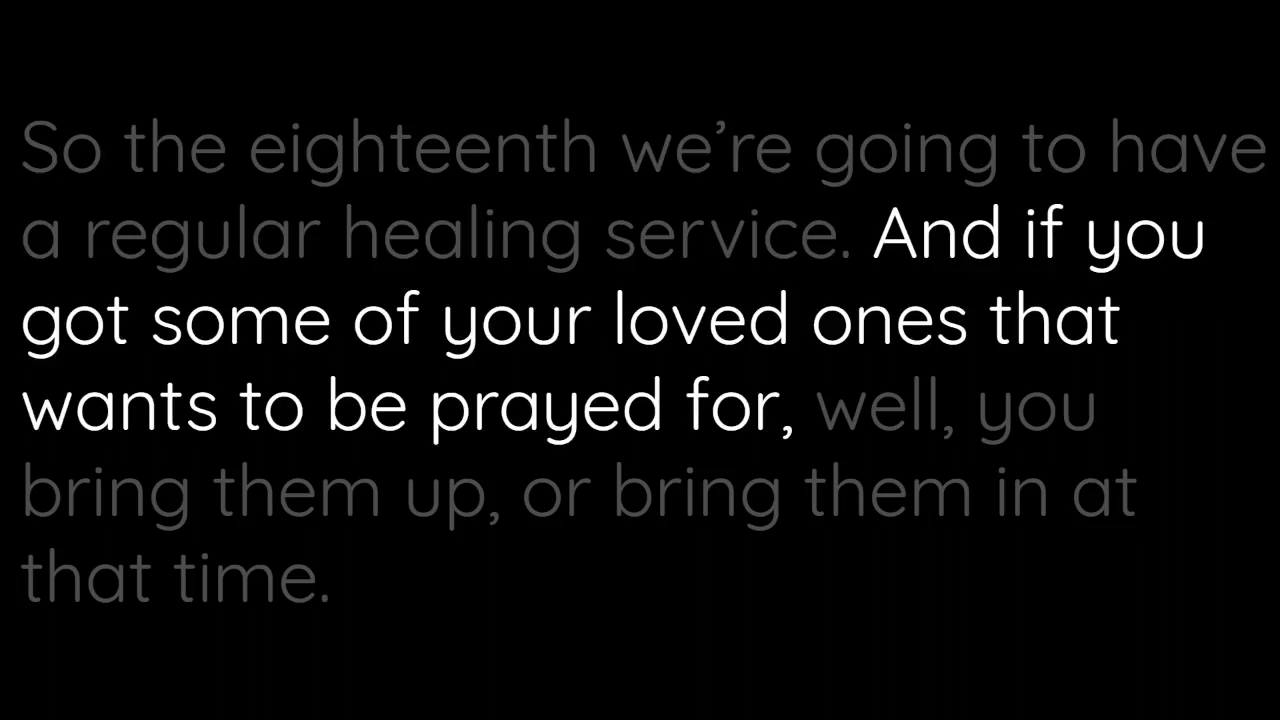 So the eighteenth we’re going to have
a regular healing service. And if you
got some of your loved ones that
wants to be prayed for, well, you
bring them up, or bring them in at
that time.